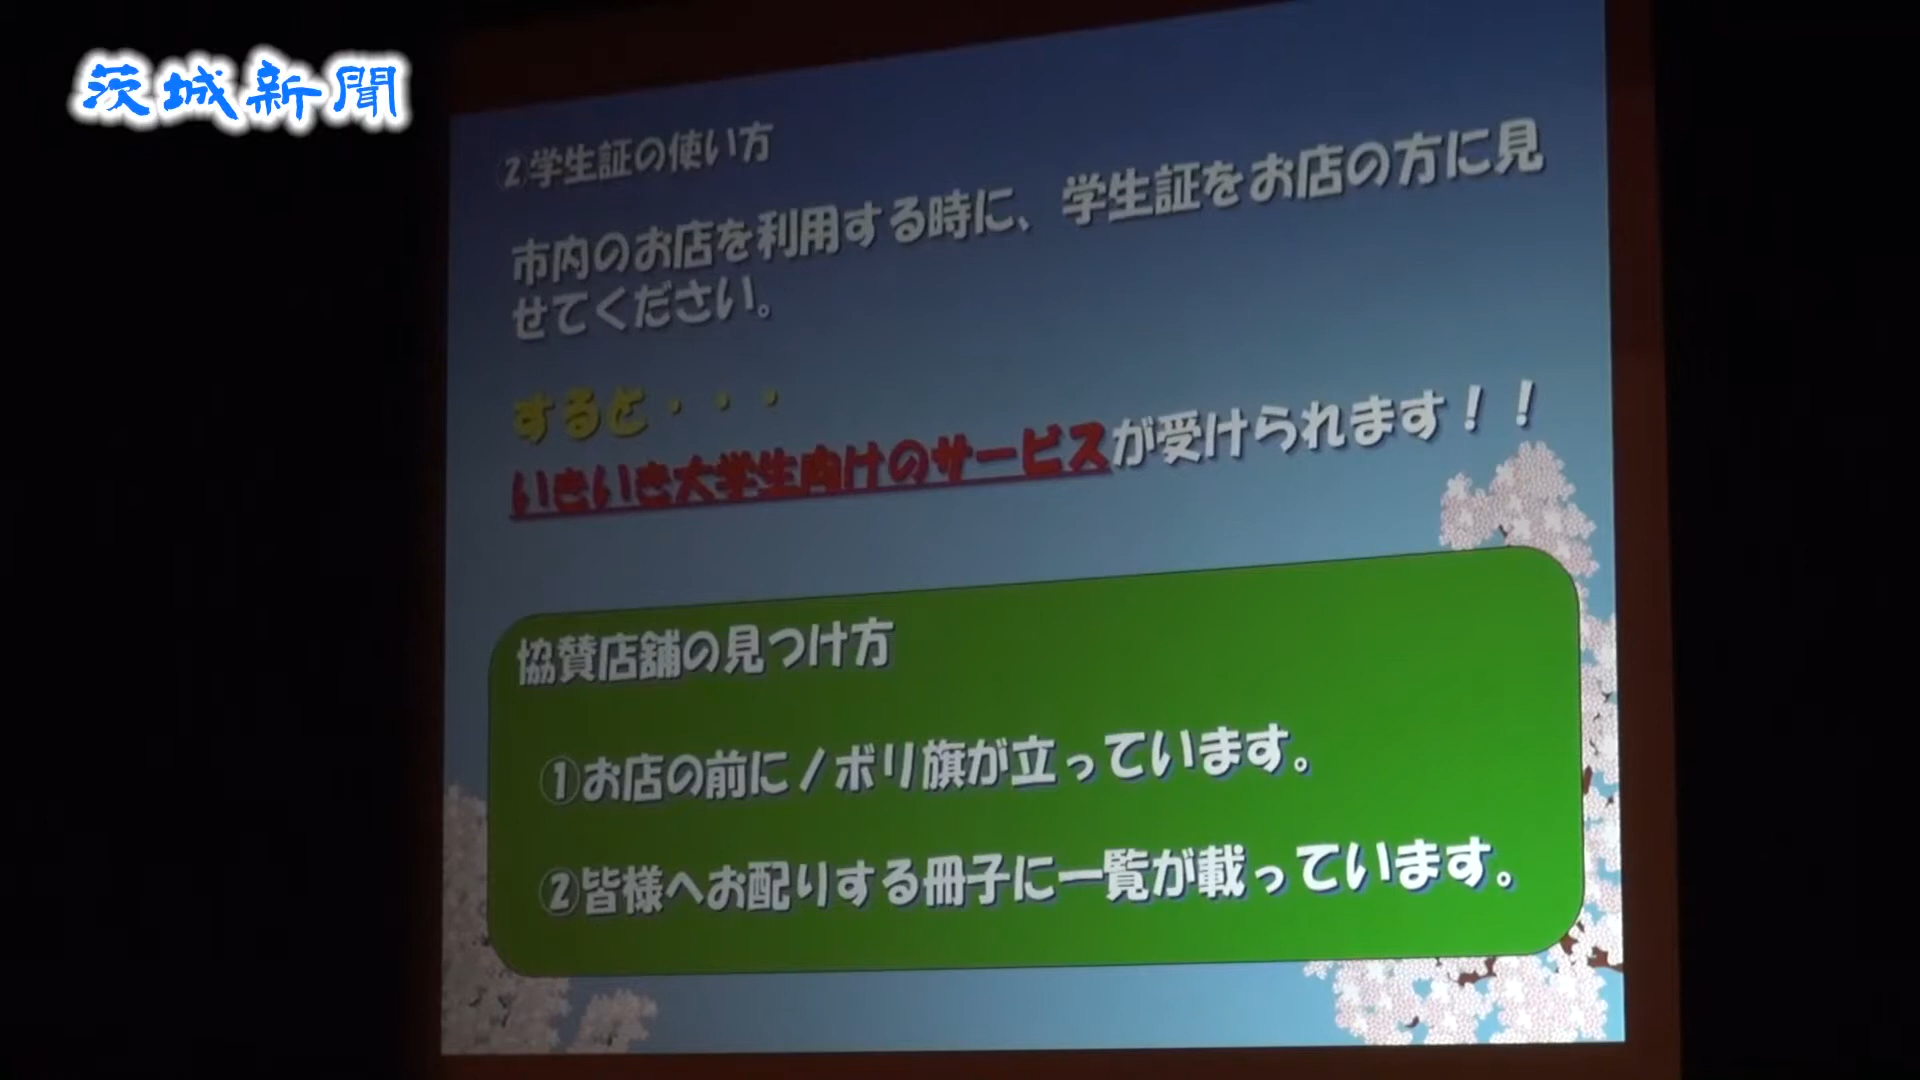 茨城新聞
②学生証の使い方
市内のお店を利用する時に、学生証をお店の方に見
せてください。
すると・・・
いきいき大学生向けのサービスが受けられます！！
協賛店舗の見つけ方
①お店の前にノボリ旗が立っています。
②皆様へお配りする冊子に一覧が載っています。